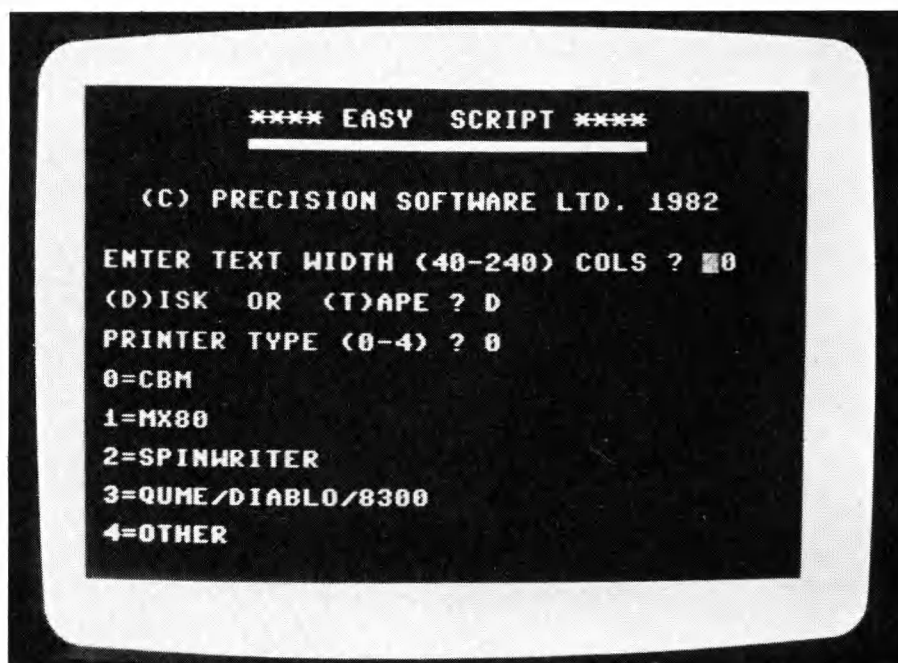 **** EASY SCRIPT ****
(C) PRECISION SOFTWARE LTD. 1982
ENTER TEXT WIDTH (40-240) COLS ? 0
(D)ISK OR (T)APE ? D
PRINTER TYPE (0-4) ? 0
0=CBM
1=MX80
2=SPINWRITER
3=QUME/DIABLO/8300
4=OTHER